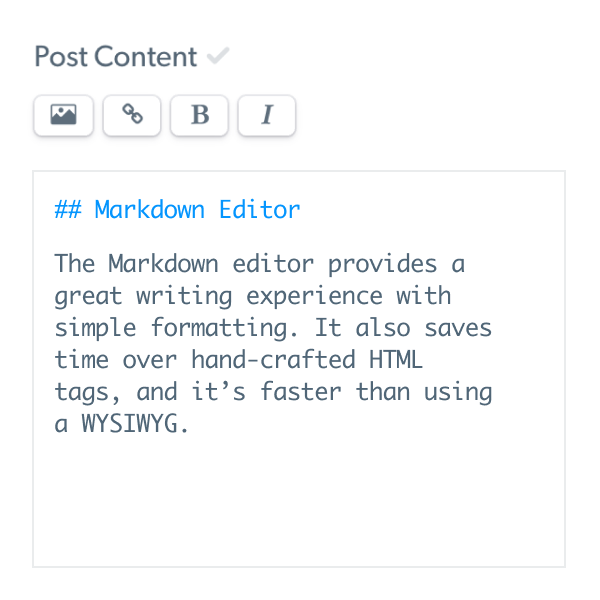 Post Content
B I
## Markdown Editor
The Markdown editor provides a
great writing experience with
simple formatting. It also saves
time over hand-crafted HTML
tags, and it’s faster than using
a WYSIWYG.